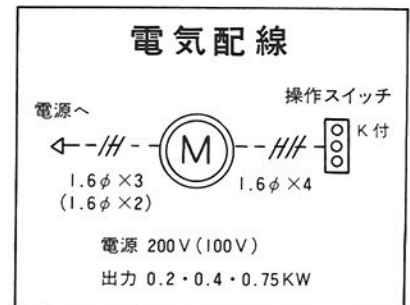 電気配線
操作スイッチ
電源へ
K付
M
1.6φ×3
1.6φ×4
(1.6φ×2)
電源 200V(100V)
出力 0.2・0.4・0.75KW